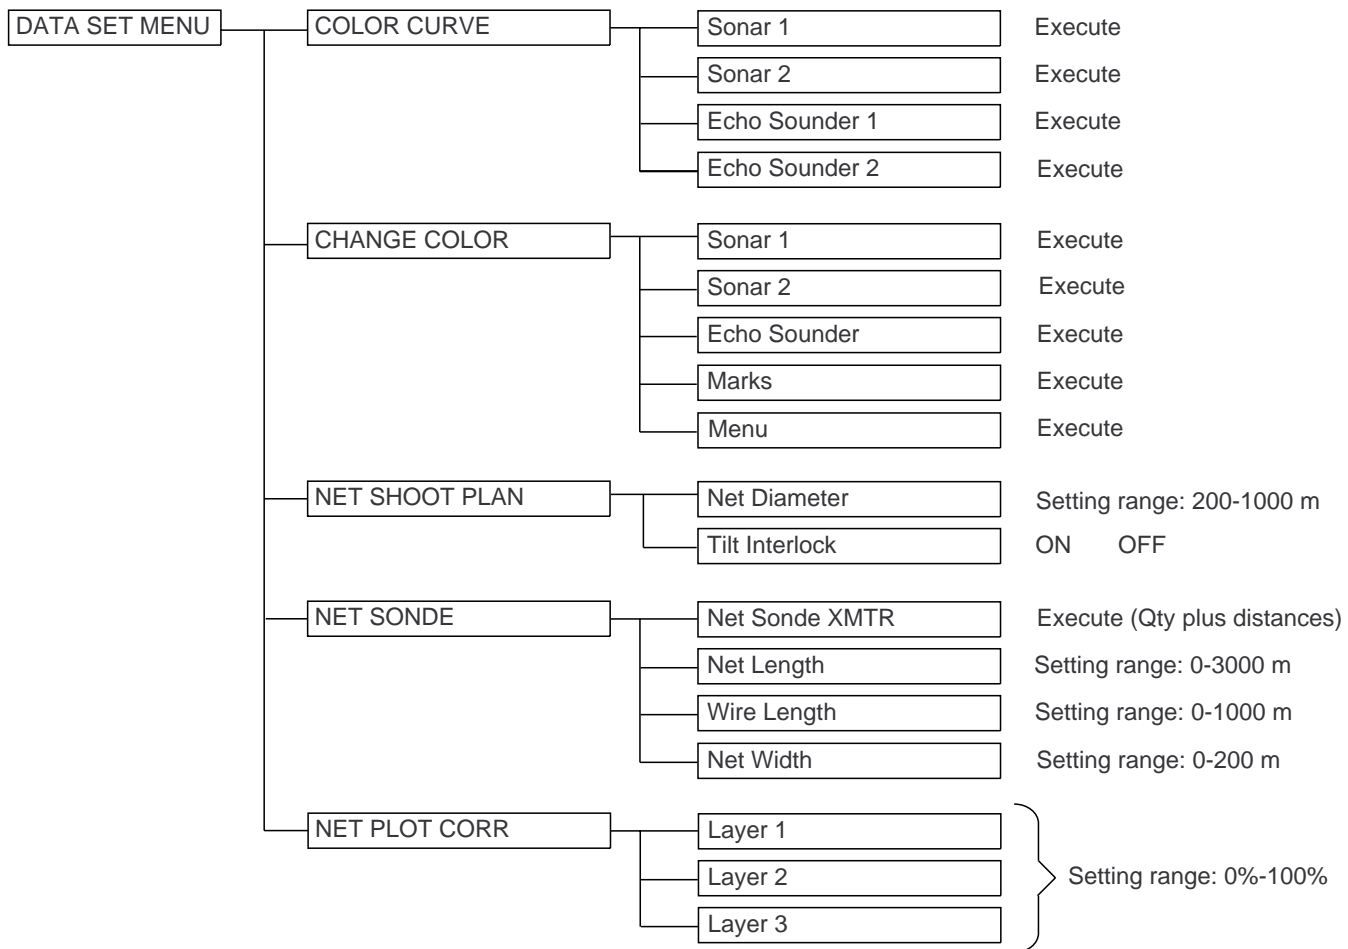 DATA SET MENU
COLOR CURVE
Sonar 1
Execute
Sonar 2
Execute
Echo Sounder 1
Execute
Echo Sounder 2
Execute
CHANGE COLOR
Sonar 1
Execute
Sonar 2
Execute
Echo Sounder
Execute
Marks
Execute
Menu
Execute
NET SHOOT PLAN
Net Diameter
Setting range: 200-1000 m
Tilt Interlock
ON OFF
NET SONDE
Net Sonde XMTR
Execute (Qty plus distances)
Net Length
Setting range: 0-3000 m
Wire Length
Setting range: 0-1000 m
Net Width
Setting range: 0-200 m
NET PLOT CORR
Layer 1
Layer 2
Setting range: 0%-100%
Layer 3